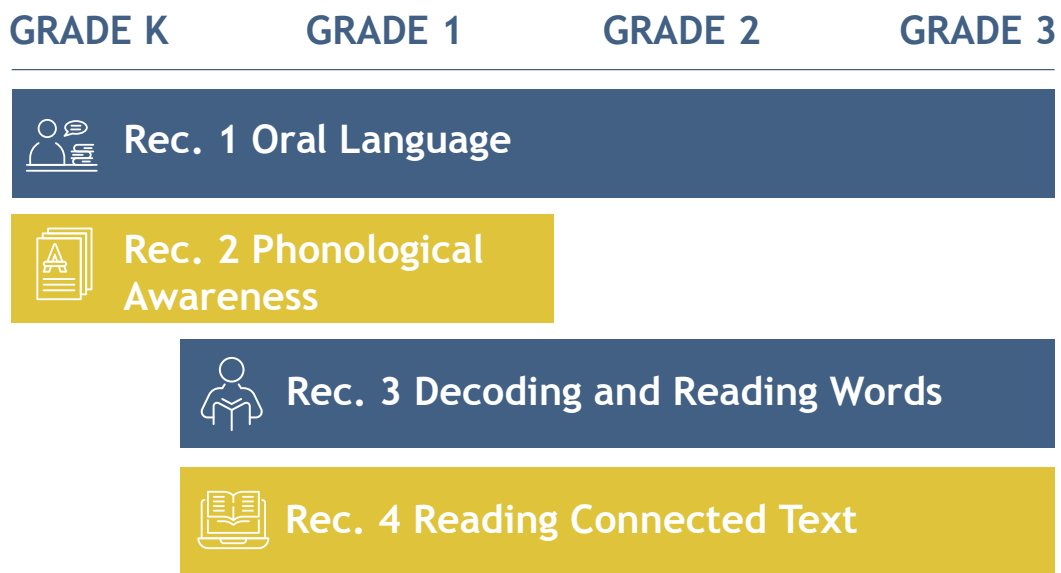 GRADE K GRADE 1 GRADE 2 GRADE 3
Rec. 1 Oral Language
Rec. 2 Phonological
Awareness
Rec. 3 Decoding and Reading Words
Rec. 4 Reading Connected Text